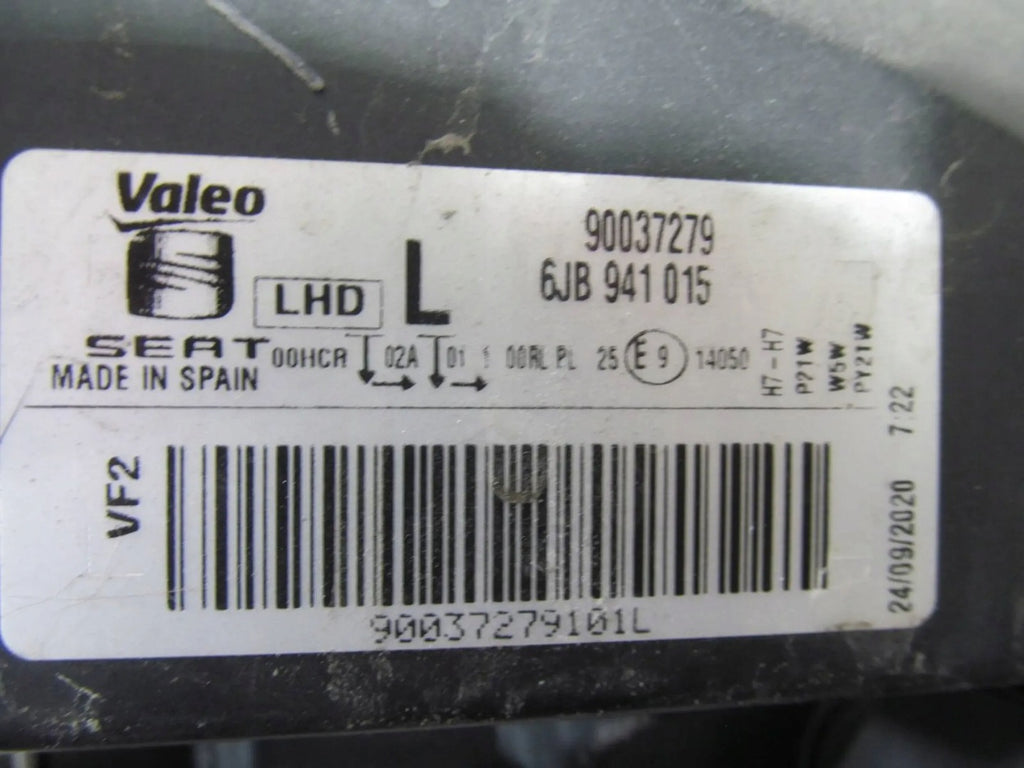 Valeo
90037279
LHD L 6JB 941 015
SEAT 00HCR 02A 01 1 00RL PL 25 E 9 14050
MADE IN SPAIN
H7-H7
P21W
W5W
PY21W
24/09/2020 7:22
VF2
90037279101L